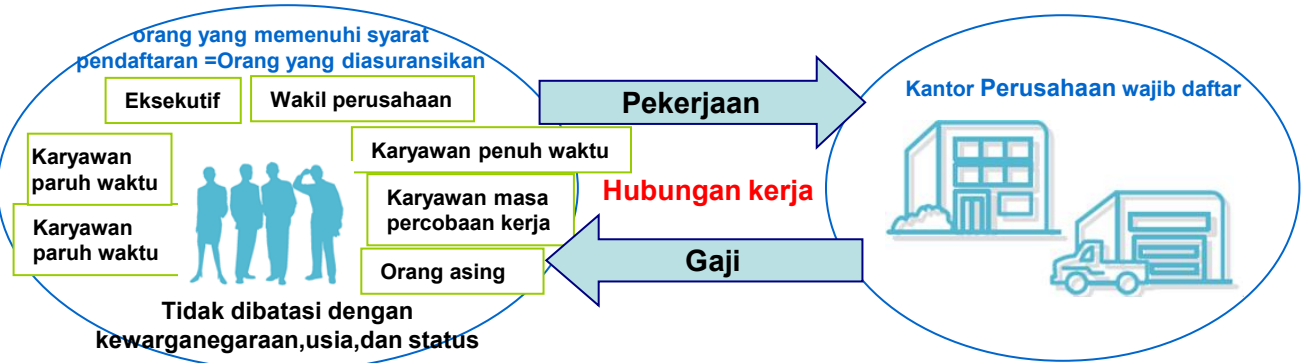 orang yang memenuhi syarat
pendaftaran =Orang yang diasuransikan
Eksekutif
Wakil perusahaan
Karyawan
paruh waktu
Karyawan
paruh waktu
Karyawan penuh waktu
Karyawan masa
percobaan kerja
Orang asing
Tidak dibatasi dengan
kewarganegaraan,usia,dan status
Pekerjaan
Hubungan kerja
Gaji
Kantor Perusahaan wajib daftar